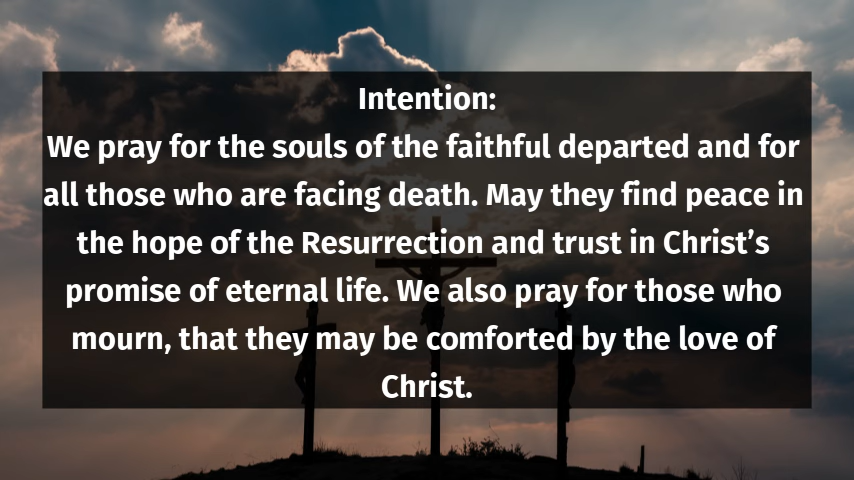 Intention:
We pray for the souls of the faithful departed and for
all those who are facing death. May they find peace in
the hope of the Resurrection and trust in Christ’s
promise of eternal life. We also pray for those who
mourn, that they may be comforted by the love of
Christ.